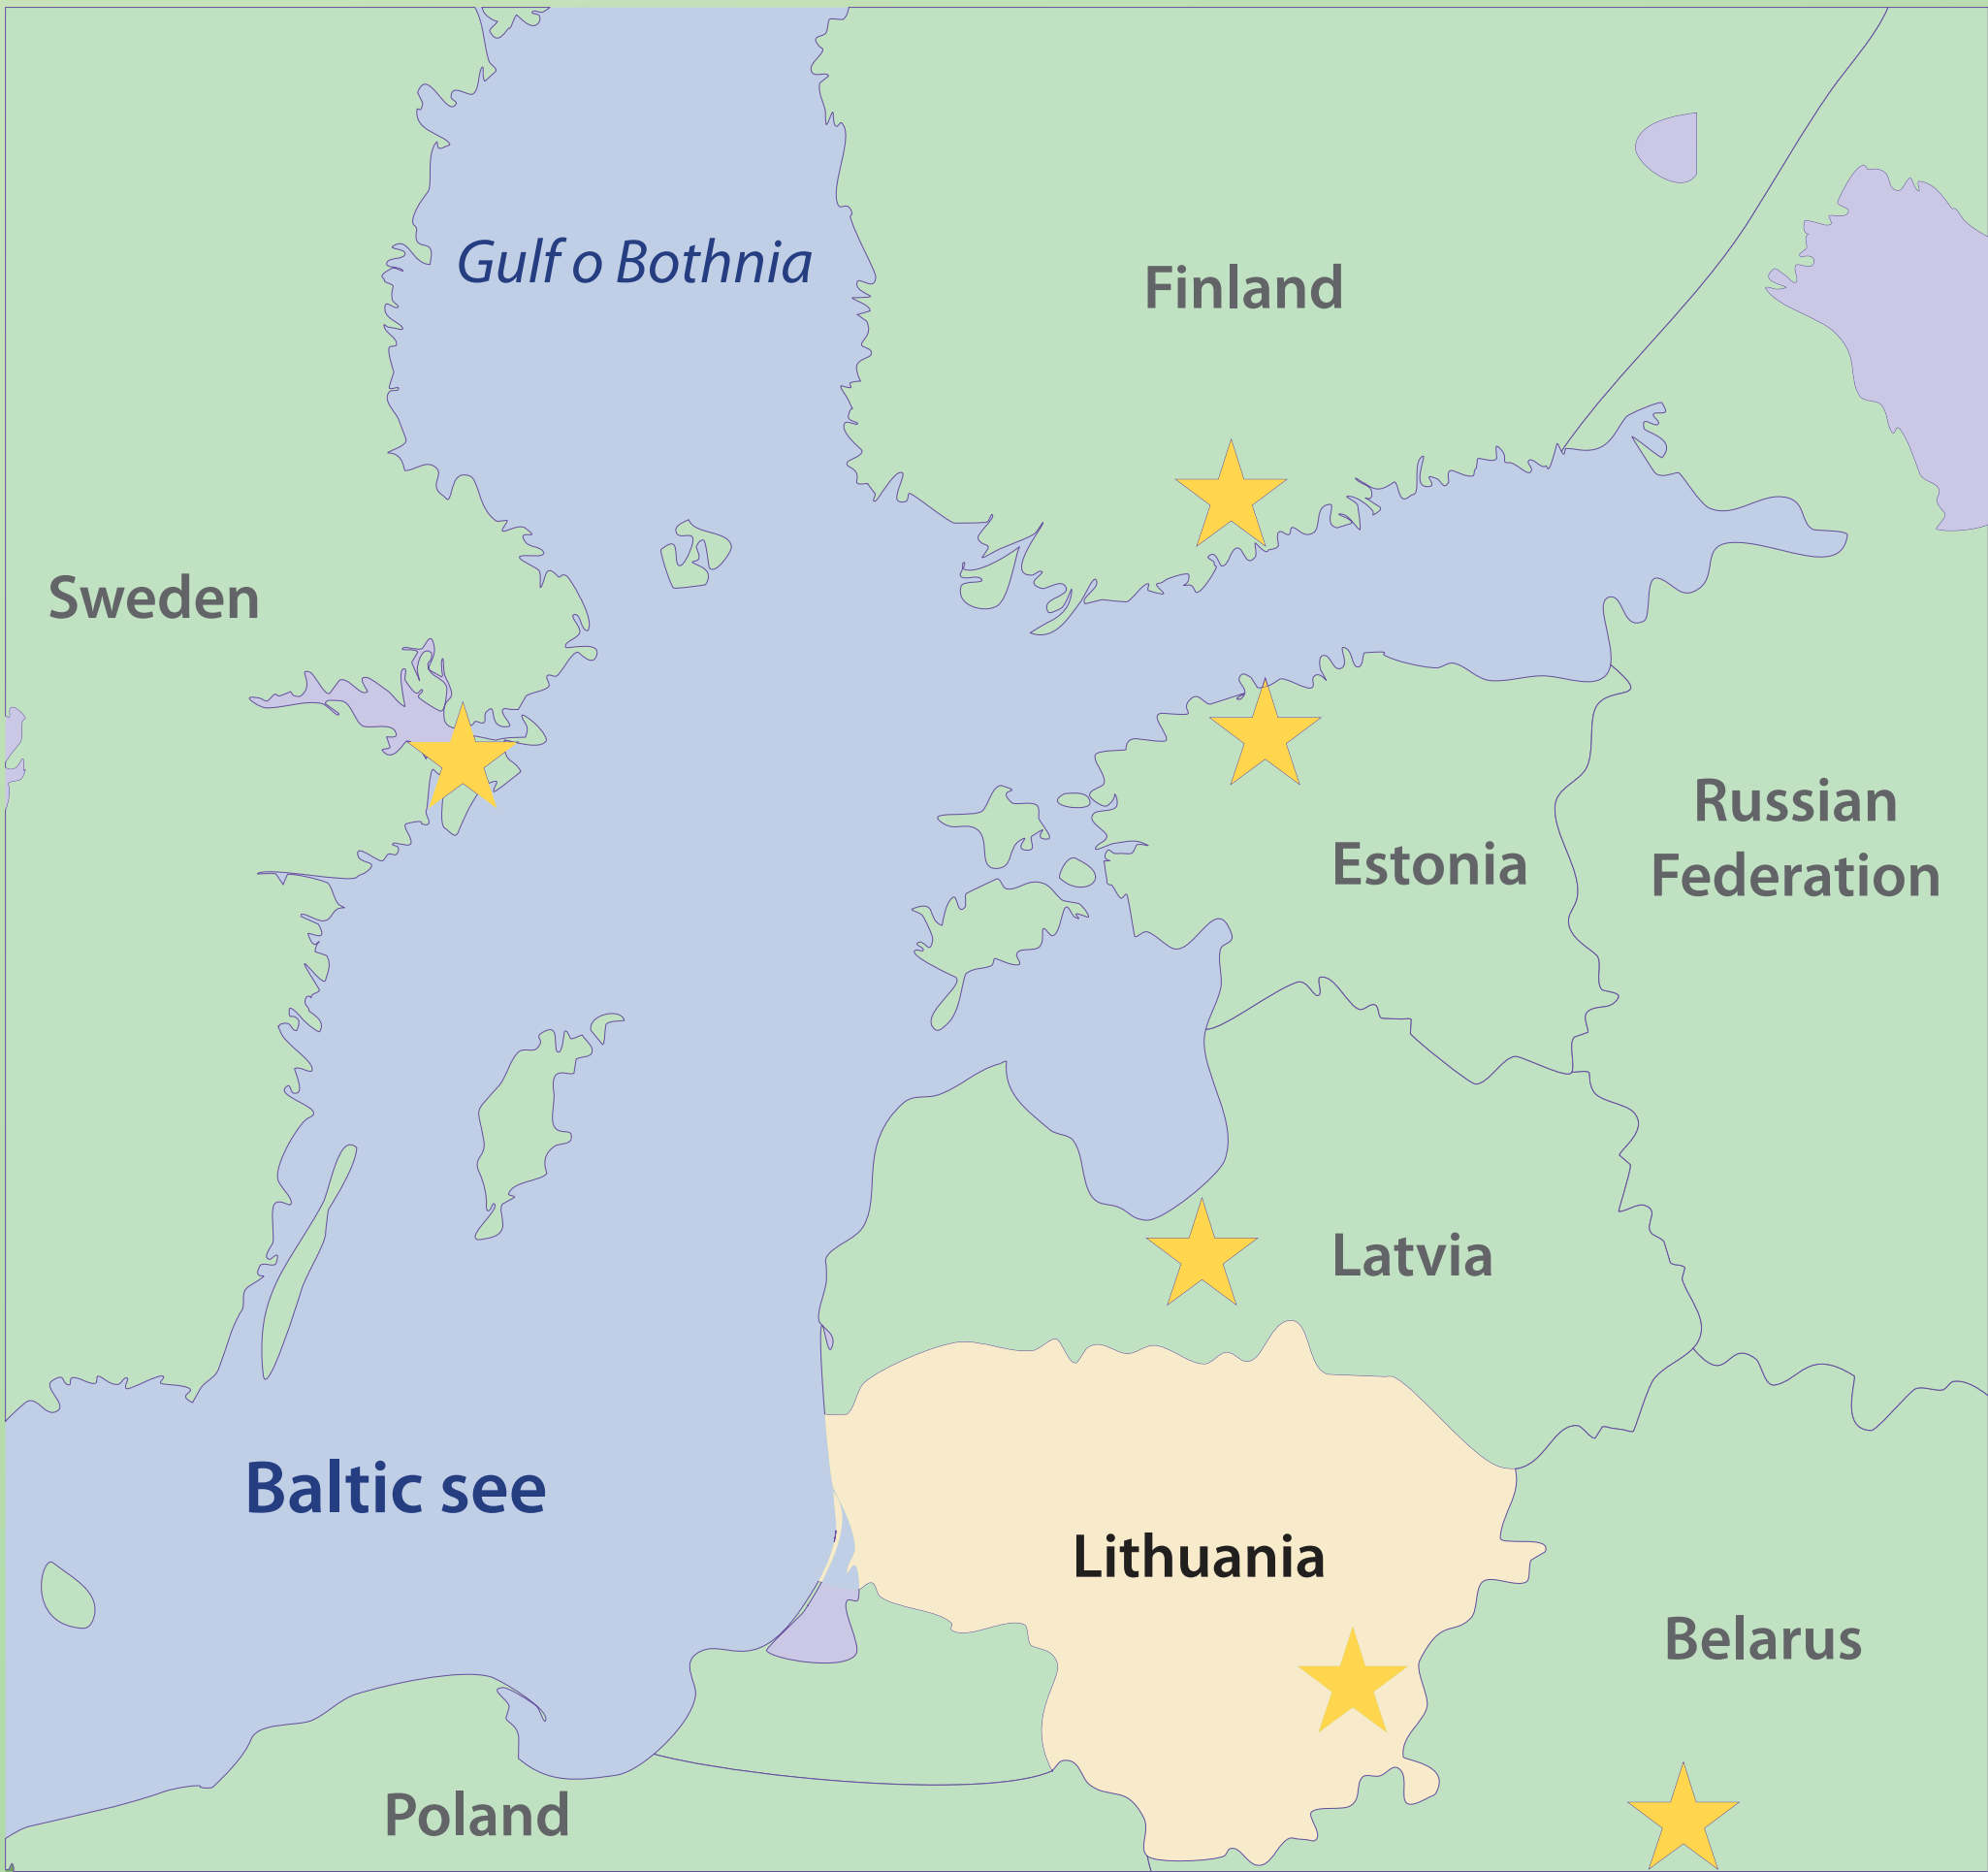 Gulf o Bothnia
Finland
Sweden
Russian
Federation
Estonia
Latvia
Baltic see
Lithuania
Belarus
Poland